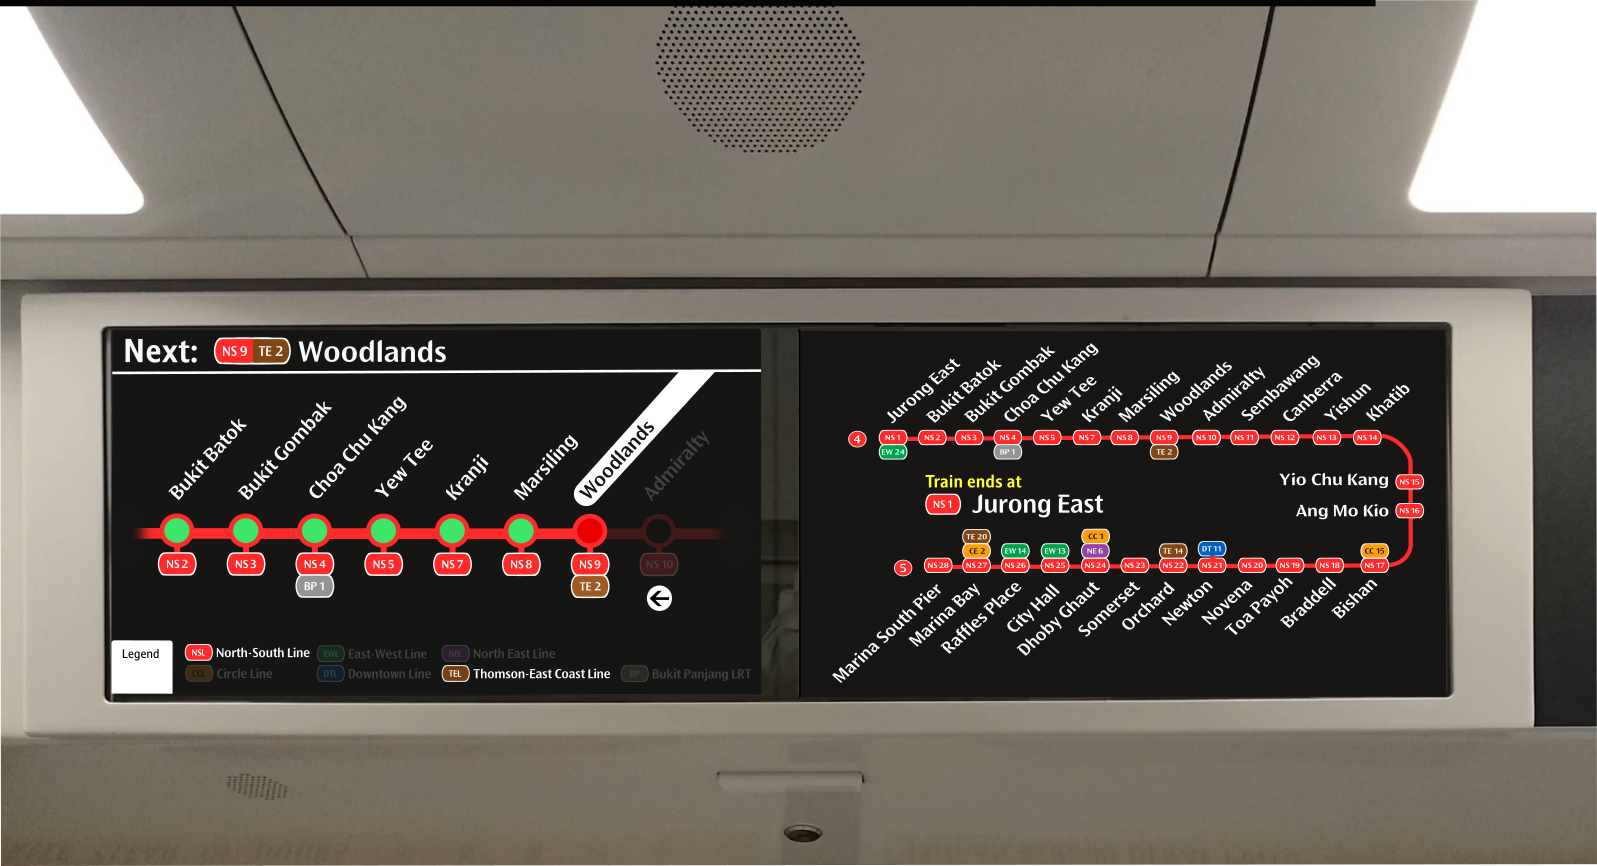 Next: NS 9 TE 2 Woodlands
Bukit Batok
Bukit Gombak
Choa Chu Kang
Yew Tee
Kranji
Marsiling
Woodlands
Admiralty
NS 2 NS 3 NS 4 NS 5 NS 7 NS 8 NS 9 NS 10
BP 1 TE 2
Legend
NSL North-South Line EWL East-West Line NEL North East Line
CCL Circle Line DTL Downtown Line TEL Thomson-East Coast Line BP Bukit Panjang LRT
Jurong East
Bukit Batok
Bukit Gombak
Choa Chu Kang
Yew Tee
Kranji
Marsiling
Woodlands
Admiralty
Sembawang
Canberra
Yishun
Khatib
4 NS 1 NS 2 NS 3 NS 4 NS 5 NS 7 NS 8 NS 9 NS 10 NS 11 NS 12 NS 13 NS 14
EW 24 BP 1 TE 2
Yio Chu Kang NS 15
Ang Mo Kio NS 16
Train ends at
NS 1 Jurong East
TE 20 CC 1
CE 2 EW 14 EW 13 NE 6 TE 14 DT 11 CC 15
5 NS 28 NS 27 NS 26 NS 25 NS 24 NS 23 NS 22 NS 21 NS 20 NS 19 NS 18 NS 17
Marina South Pier
Marina Bay
Raffles Place
City Hall
Dhoby Ghaut
Somerset
Orchard
Newton
Novena
Toa Payoh
Braddell
Bishan